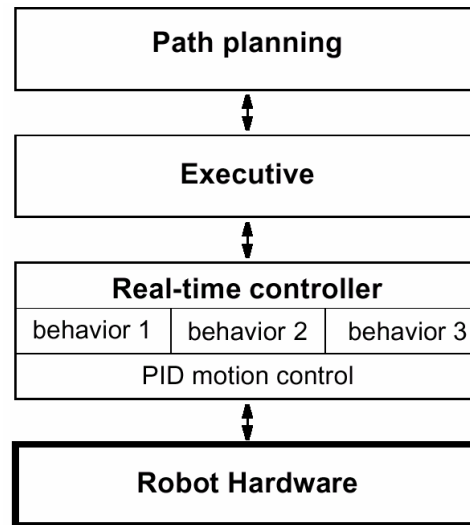 Path planning
Executive
Real-time controller
behavior 1 behavior 2 behavior 3
PID motion control
Robot Hardware